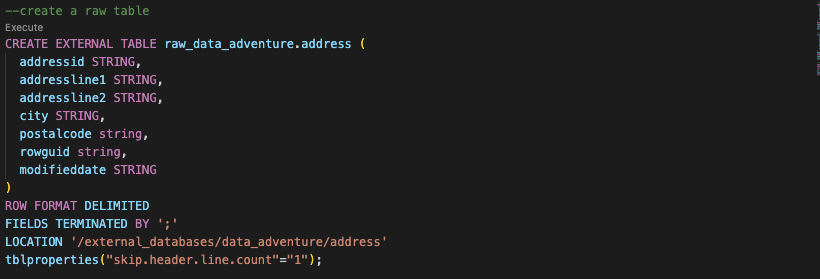 --create a raw table
Execute
CREATE EXTERNAL TABLE raw_data_adventure.address (
addressid STRING,
addressline1 STRING,
addressline2 STRING,
city STRING,
postalcode string,
rowguid string,
modifieddate STRING
)
ROW FORMAT DELIMITED
FIELDS TERMINATED BY ';'
LOCATION '/external_databases/data_adventure/address'
tblproperties("skip.header.line.count"="1");